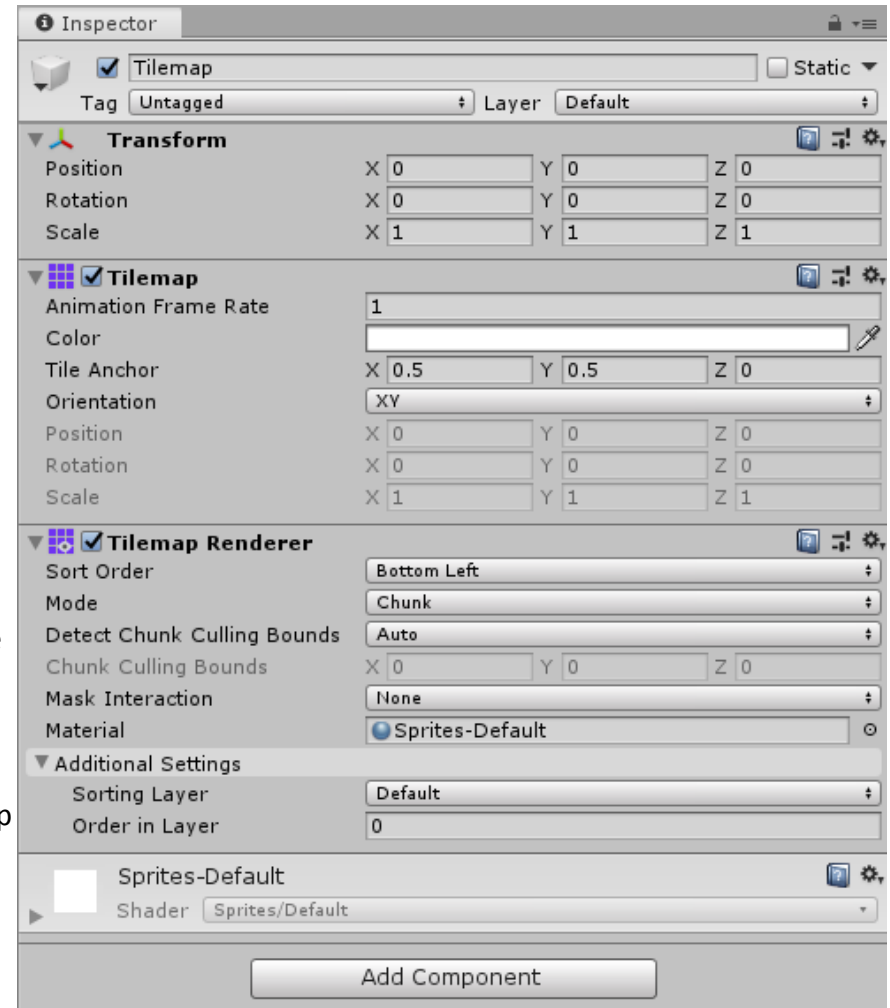 Inspector
Tilemap Static
Tag Untagged Layer Default
Transform
Position X 0 Y 0 Z 0
Rotation X 0 Y 0 Z 0
Scale X 1 Y 1 Z 1
Tilemap
Animation Frame Rate 1
Color
Tile Anchor X 0.5 Y 0.5 Z 0
Orientation XY
Position X 0 Y 0 Z 0
Rotation X 0 Y 0 Z 0
Scale X 1 Y 1 Z 1
Tilemap Renderer
Sort Order Bottom Left
Mode Chunk
Detect Chunk Culling Bounds Auto
Chunk Culling Bounds X 0 Y 0 Z 0
Mask Interaction None
Material Sprites-Default
Additional Settings
Sorting Layer Default
p Order in Layer 0
Sprites-Default
Shader Sprites/Default
Add Component